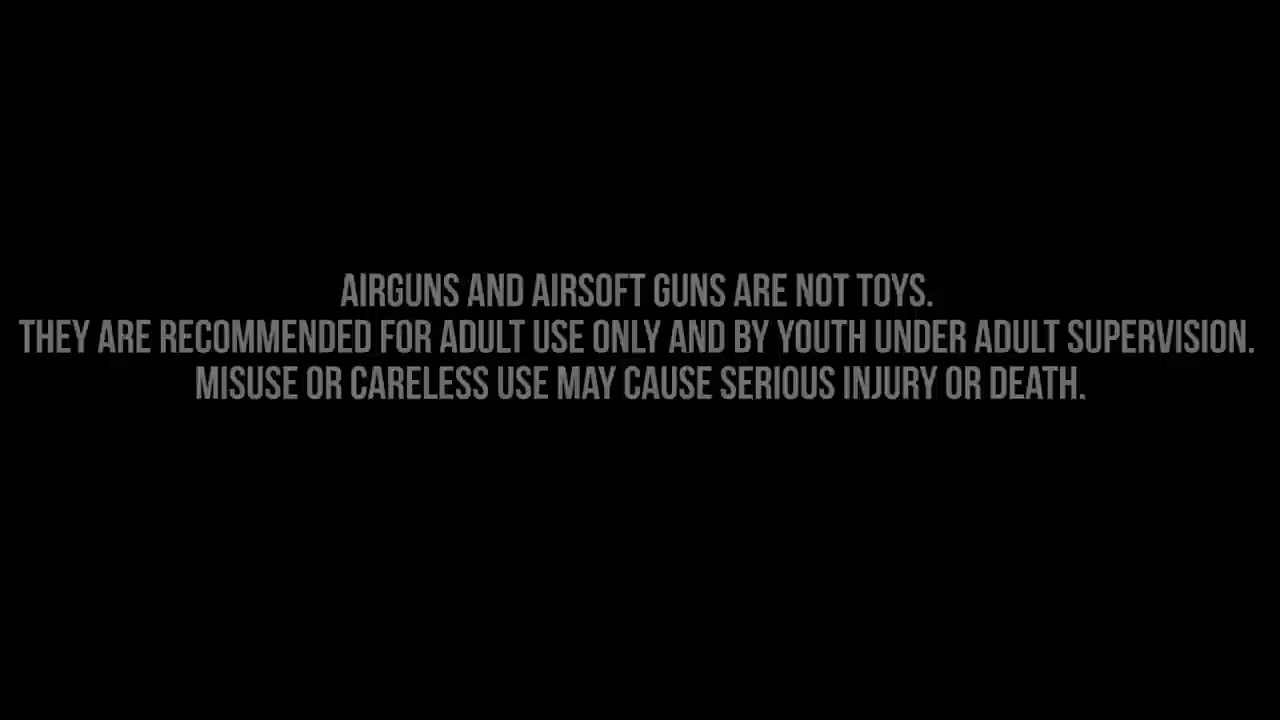 AIRGUNS AND AIRSOFT GUNS ARE NOT TOYS.
THEY ARE RECOMMENDED FOR ADULT USE ONLY AND BY YOUTH UNDER ADULT SUPERVISION.
MISUSE OR CARELESS USE MAY CAUSE SERIOUS INJURY OR DEATH.